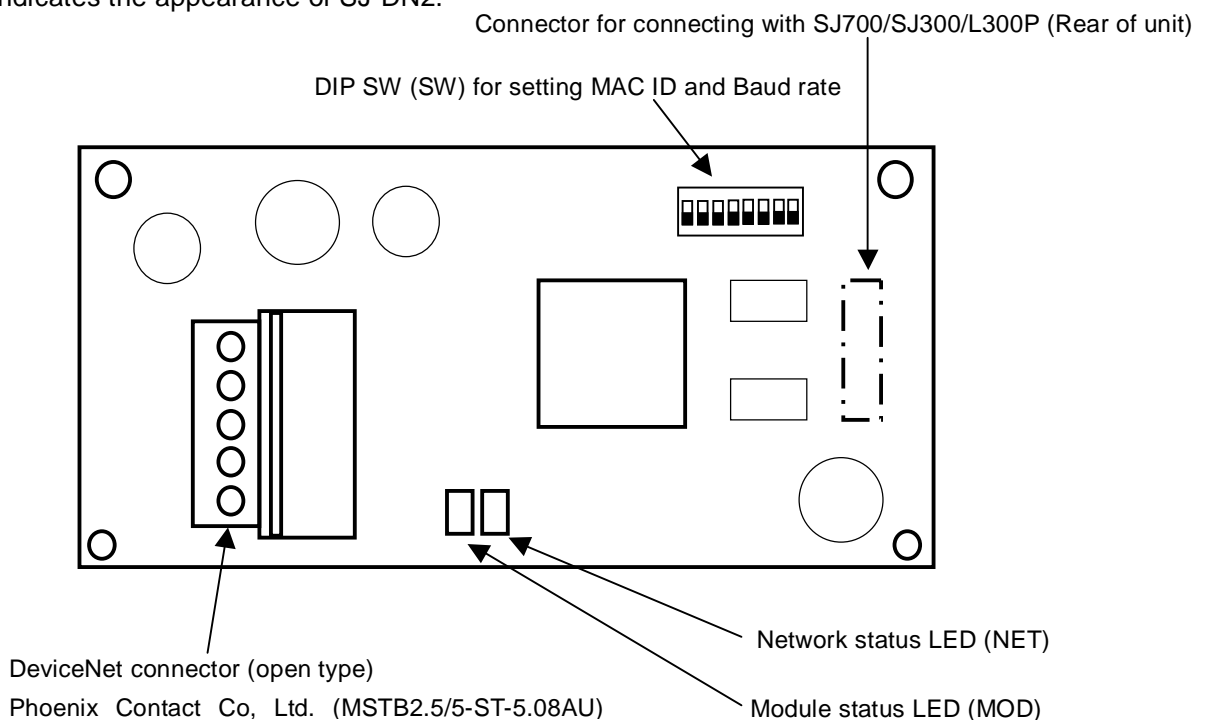 ndicates the appearance of SJ-DN2.
Connector for connecting with SJ700/SJ300/L300P (Rear of unit)
DIP SW (SW) for setting MAC ID and Baud rate
Network status LED (NET)
DeviceNet connector (open type)
Phoenix Contact Co, Ltd. (MSTB2.5/5-ST-5.08AU)
Module status LED (MOD)